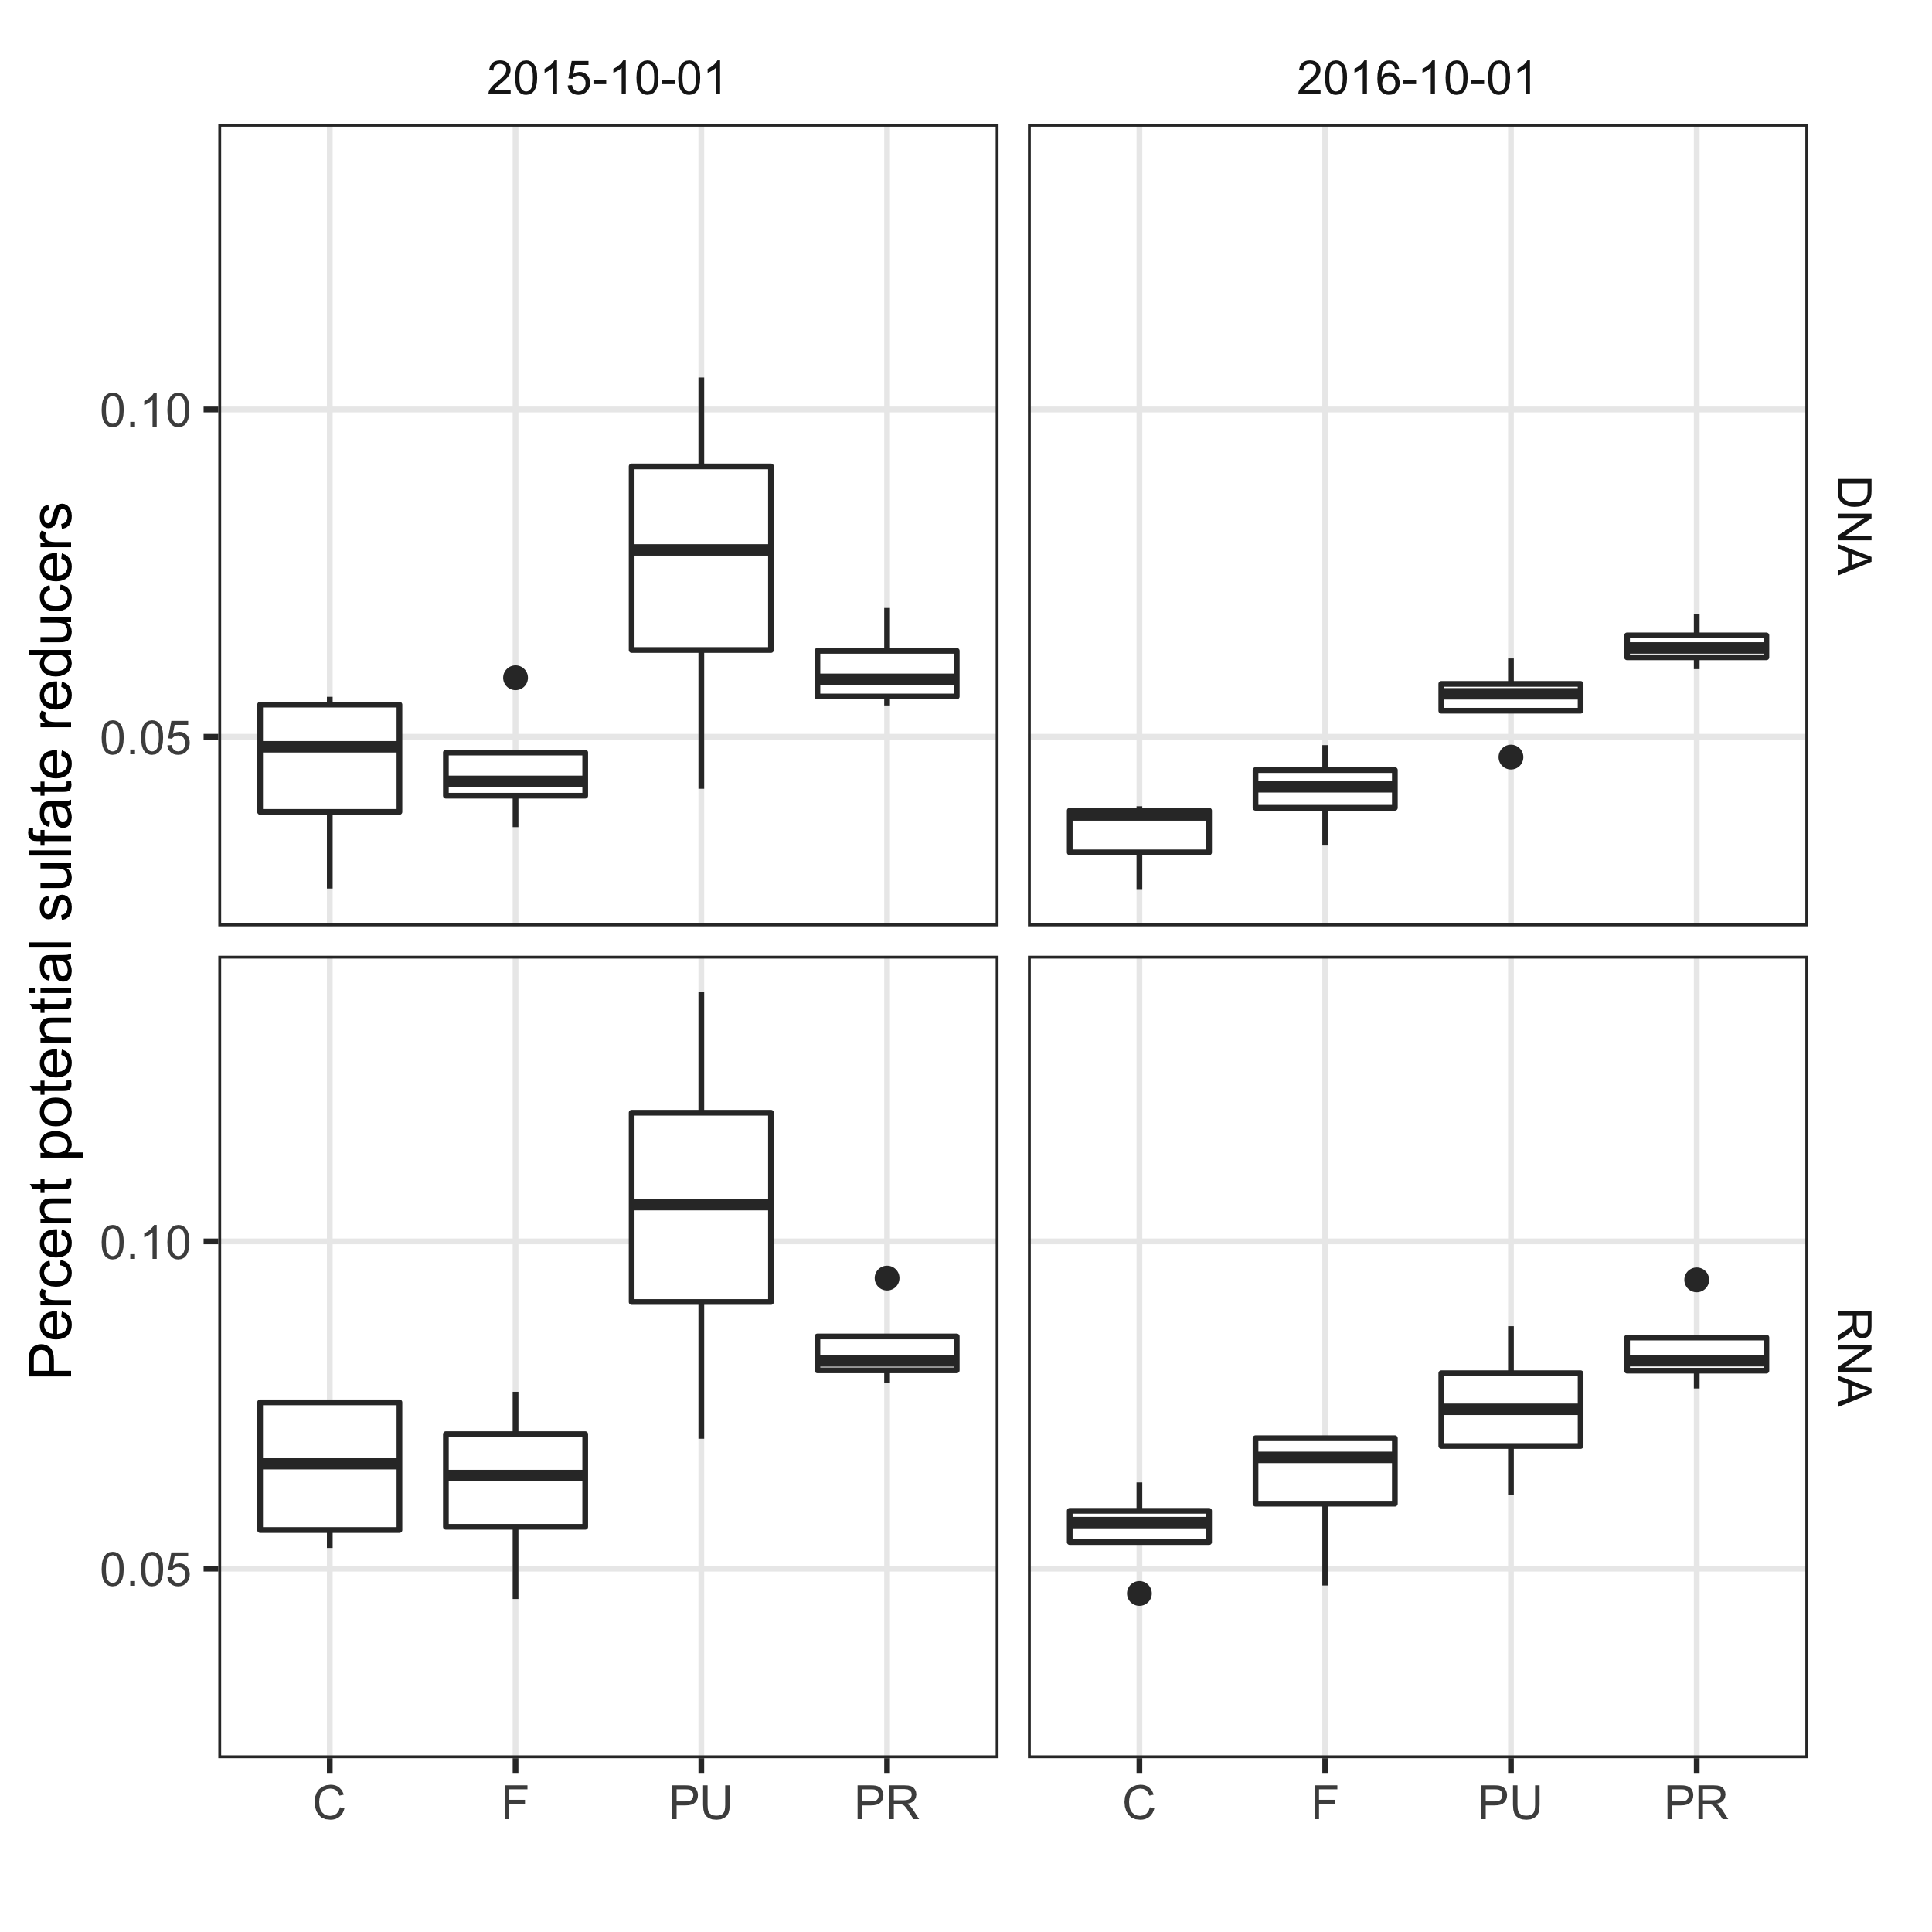 2015-10-01 2016-10-01
Percent potential sulfate reducers
0.10
0.05
DNA
0.10
0.05
RNA
C F PU PR C F PU PR